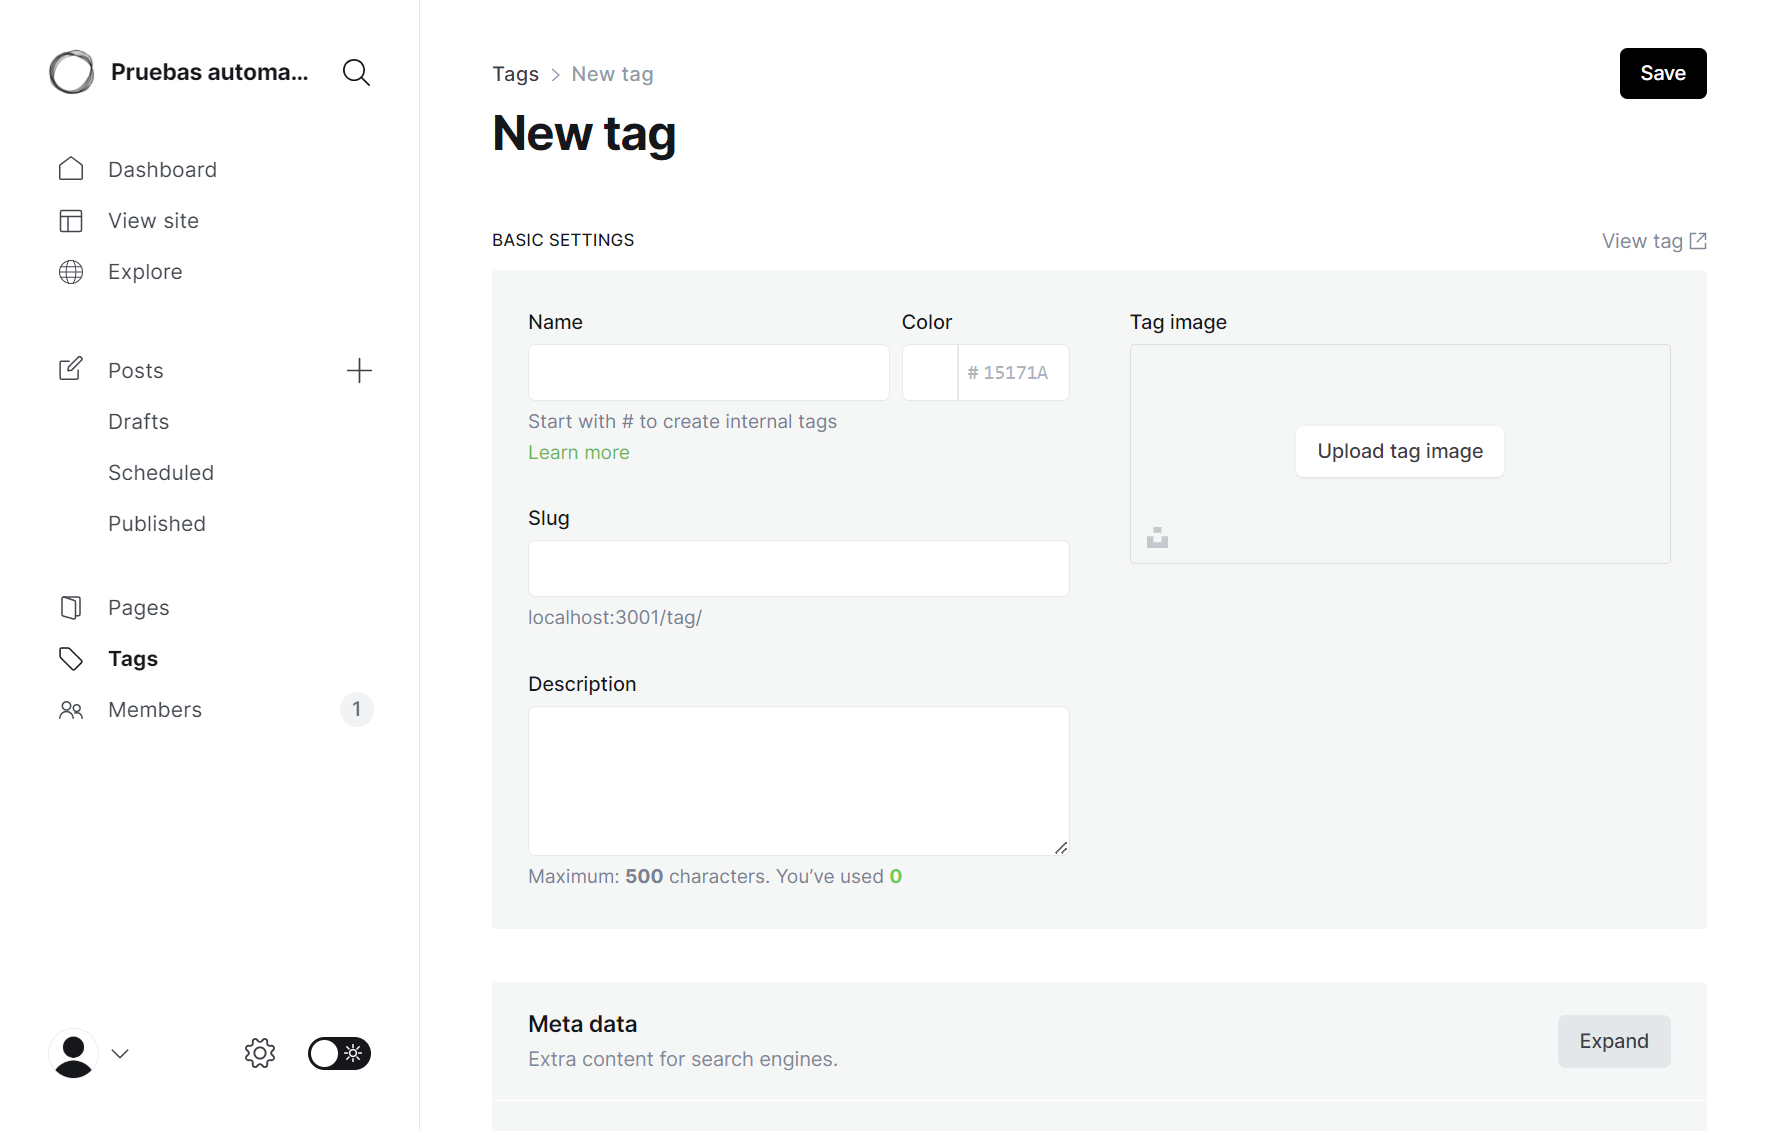 Pruebas automa...
Dashboard
View site
Explore
Posts
Drafts
Scheduled
Published
Pages
Tags
Members
1
Tags > New tag
Save
New tag
BASIC SETTINGS
View tag
Name
Color
# 15171A
Start with # to create internal tags
Learn more
Slug
localhost:3001/tag/
Description
Maximum: 500 characters. You’ve used 0
Tag image
Upload tag image
Meta data
Extra content for search engines.
Expand